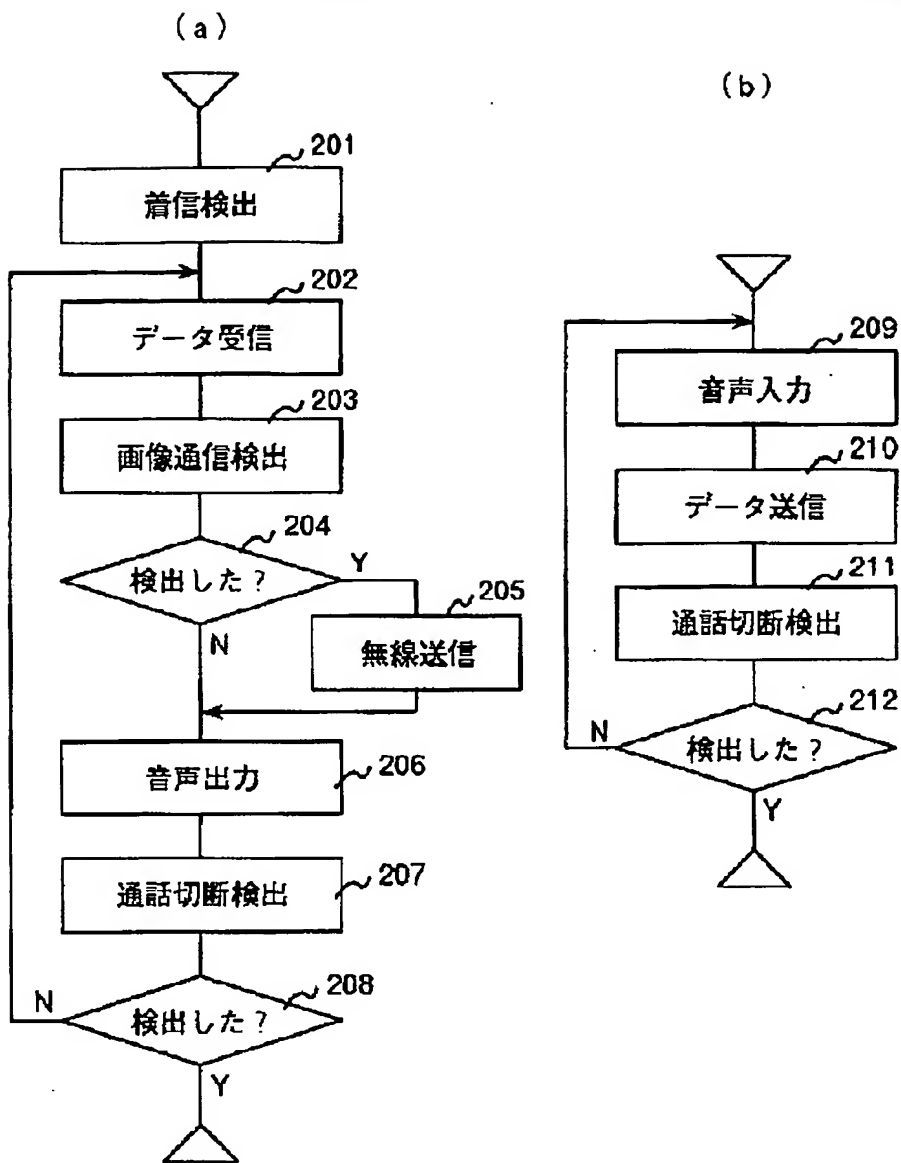 (a)
201
着信検出
202
データ受信
203
画像通信検出
204
検出した?
Y
205
無線送信
N
音声出力
206
通話切断検出
207
208
N
検出した?
Y
(b)
209
音声入力
210
データ送信
211
通話切断検出
212
N
検出した?
Y